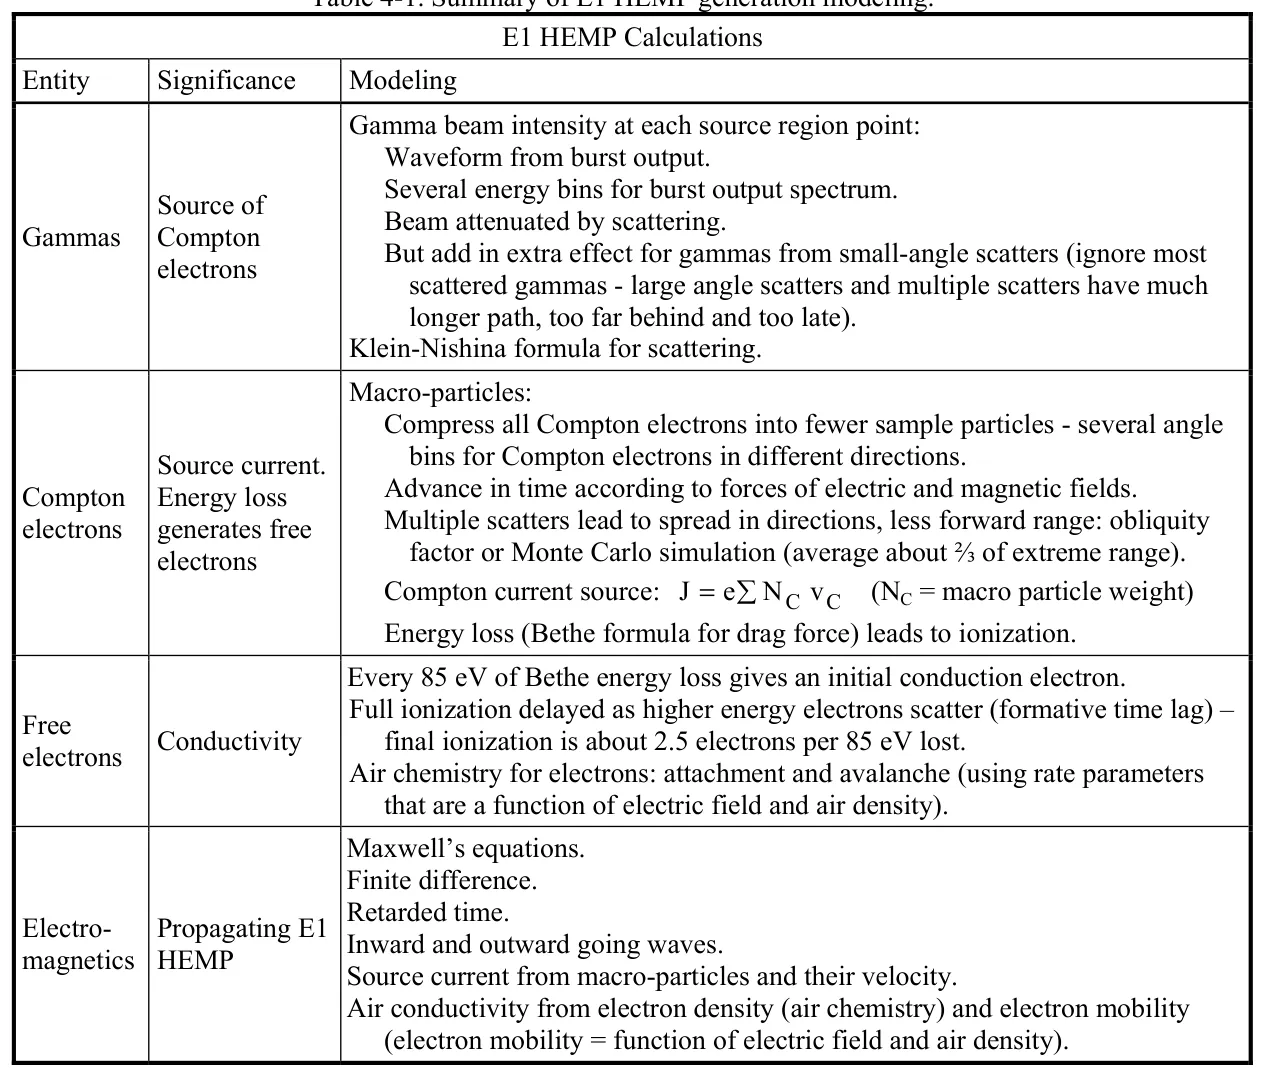 Table 4-1. Summary of E1 HEMP generation modeling.
E1 HEMP Calculations
Entity Significance Modeling
Gammas
Source of
Compton
electrons
Gamma beam intensity at each source region point:
Waveform from burst output.
Several energy bins for burst output spectrum.
Beam attenuated by scattering.
But add in extra effect for gammas from small-angle scatters (ignore most
scattered gammas - large angle scatters and multiple scatters have much
longer path, too far behind and too late).
Klein-Nishina formula for scattering.
Compton
electrons
Source current.
Energy loss
generates free
electrons
Macro-particles:
Compress all Compton electrons into fewer sample particles - several angle
bins for Compton electrons in different directions.
Advance in time according to forces of electric and magnetic fields.
Multiple scatters lead to spread in directions, less forward range: obliquity
factor or Monte Carlo simulation (average about ⅔ of extreme range).
Compton current source: J = e∑ N_C v_C (N_C = macro particle weight)
Energy loss (Bethe formula for drag force) leads to ionization.
Free
electrons
Conductivity
Every 85 eV of Bethe energy loss gives an initial conduction electron.
Full ionization delayed as higher energy electrons scatter (formative time lag) –
final ionization is about 2.5 electrons per 85 eV lost.
Air chemistry for electrons: attachment and avalanche (using rate parameters
that are a function of electric field and air density).
Electro-
magnetics
Propagating E1
HEMP
Maxwell's equations.
Finite difference.
Retarded time.
Inward and outward going waves.
Source current from macro-particles and their velocity.
Air conductivity from electron density (air chemistry) and electron mobility
(electron mobility = function of electric field and air density).